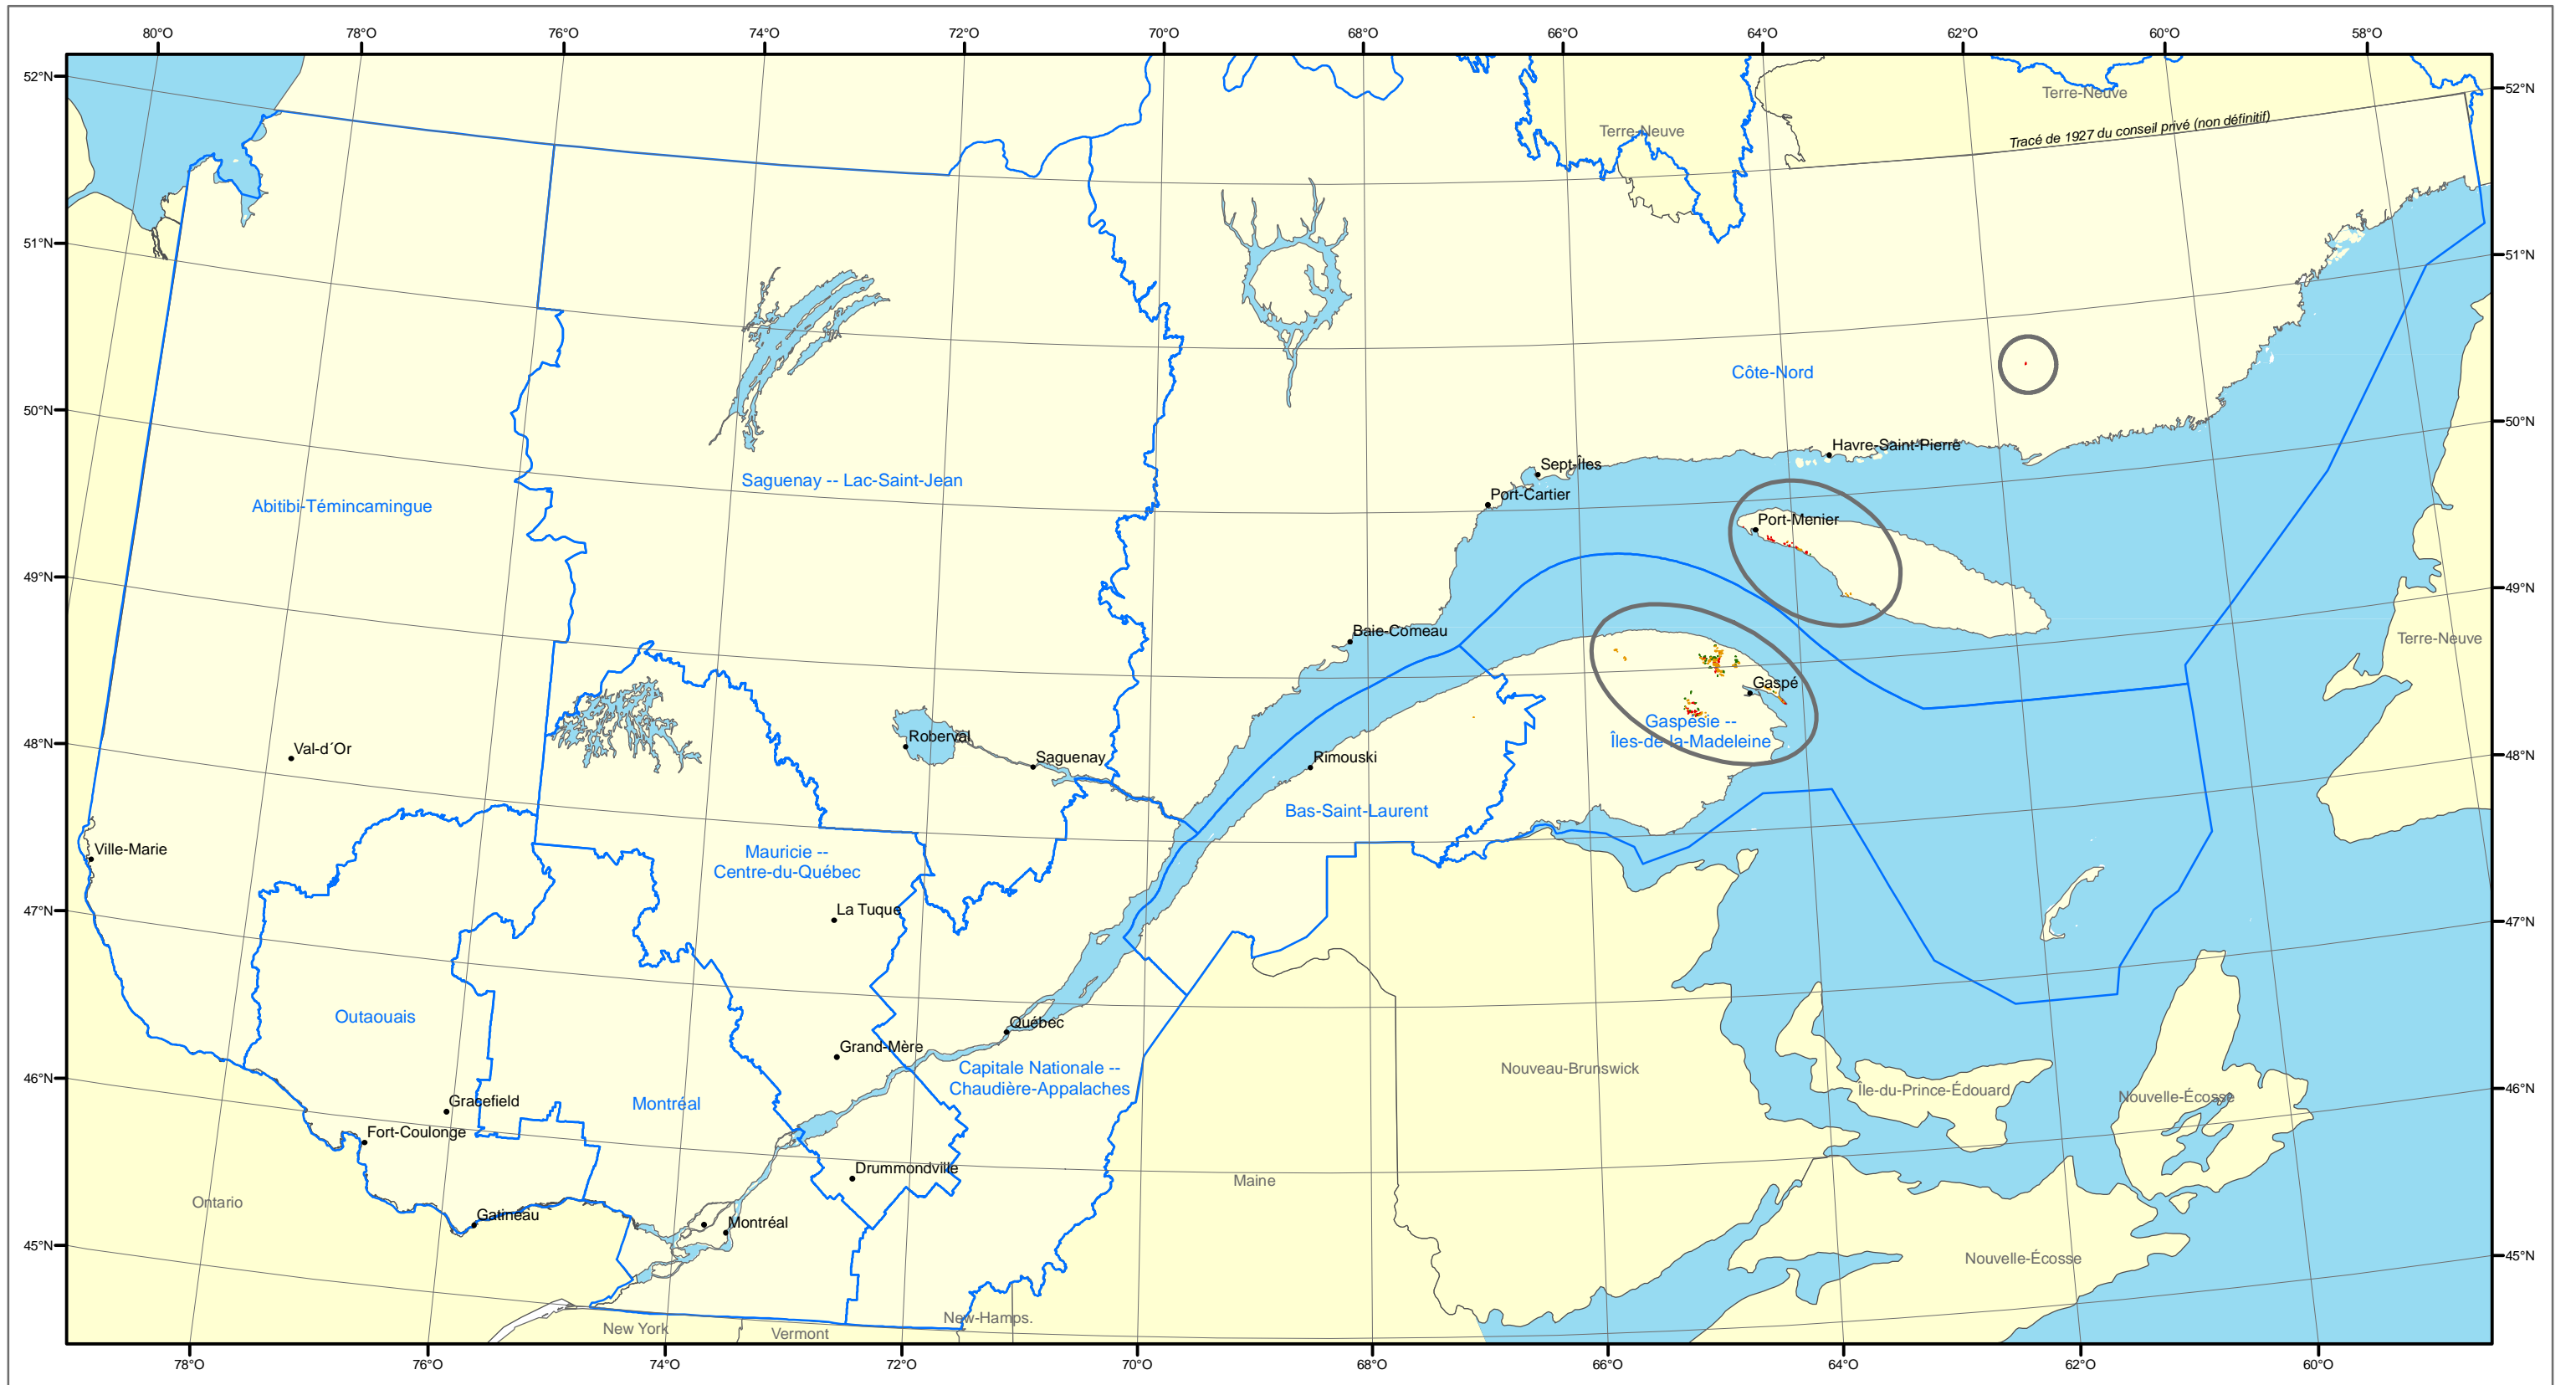 80°O 78°O 76°O 74°O 72°O 70°O 68°O 66°O 64°O 62°O 60°O 58°O
52°N
52°N
Terre-Neuve
Tracé de 1927 du conseil privé (non définitif)
Terre-Neuve
51°N
51°N
Côte-Nord
50°N
50°N
Havre-Saint-Pierre
Sept-Îles
Saguenay -- Lac-Saint-Jean
Port-Cartier
Abitibi-Témincamingue
Port-Menier
49°N
49°N
Baie-Comeau
Terre-Neuve
Gaspé
Gaspésie --
Îles-de-la-Madeleine
48°N
48°N
Val-d´Or
Roberval
Saguenay
Rimouski
Bas-Saint-Laurent
Ville-Marie
Mauricie --
Centre-du-Québec
47°N
47°N
La Tuque
Outaouais
Québec
Grand-Mère
Capitale Nationale --
Chaudière-Appalaches
Nouveau-Brunswick
46°N
46°N
Île-du-Prince-Édouard
Nouvelle-Écosse
Gracefield
Montréal
Fort-Coulonge
Drummondville
Maine
Ontario
Gatineau
Montréal
45°N
45°N
Nouvelle-Écosse
New-Hamps.
New York
Vermont
78°O 76°O 74°O 72°O 70°O 68°O 66°O 64°O 62°O 60°O